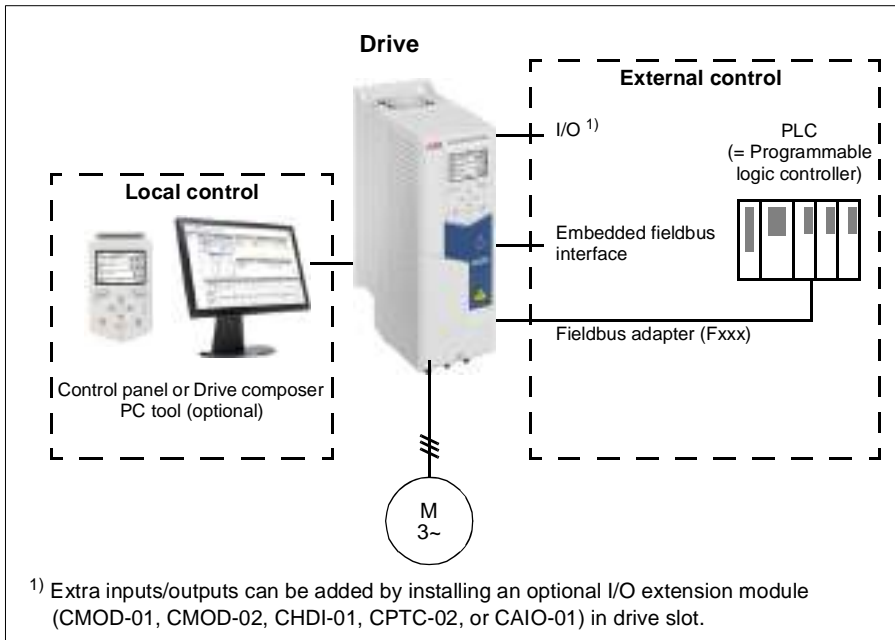 Drive
External control
I/O 1)
PLC
(= Programmable
logic controller)
Local control
Embedded fieldbus
interface
Fieldbus adapter (Fxxx)
Control panel or Drive composer
PC tool (optional)
M
3~
1) Extra inputs/outputs can be added by installing an optional I/O extension module
(CMOD-01, CMOD-02, CHDI-01, CPTC-02, or CAIO-01) in drive slot.